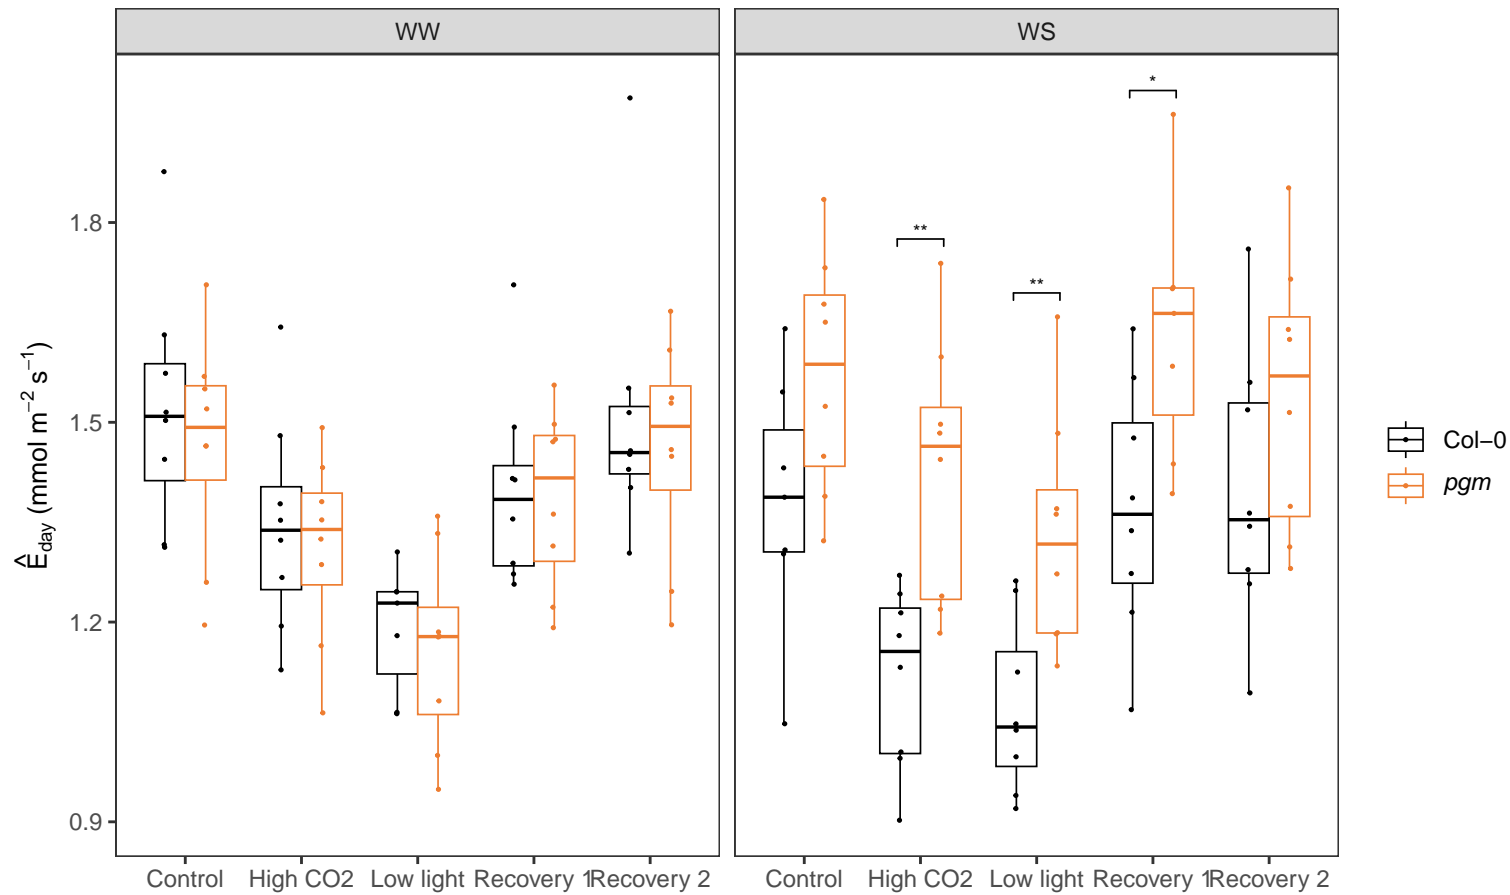 WW
WS
*
**
**
Ê_day (mmol m⁻² s⁻¹)
1.8
1.5
1.2
0.9
Control High CO2 Low light Recovery 1 Recovery 2
Control High CO2 Low light Recovery 1 Recovery 2
Col−0
pgm